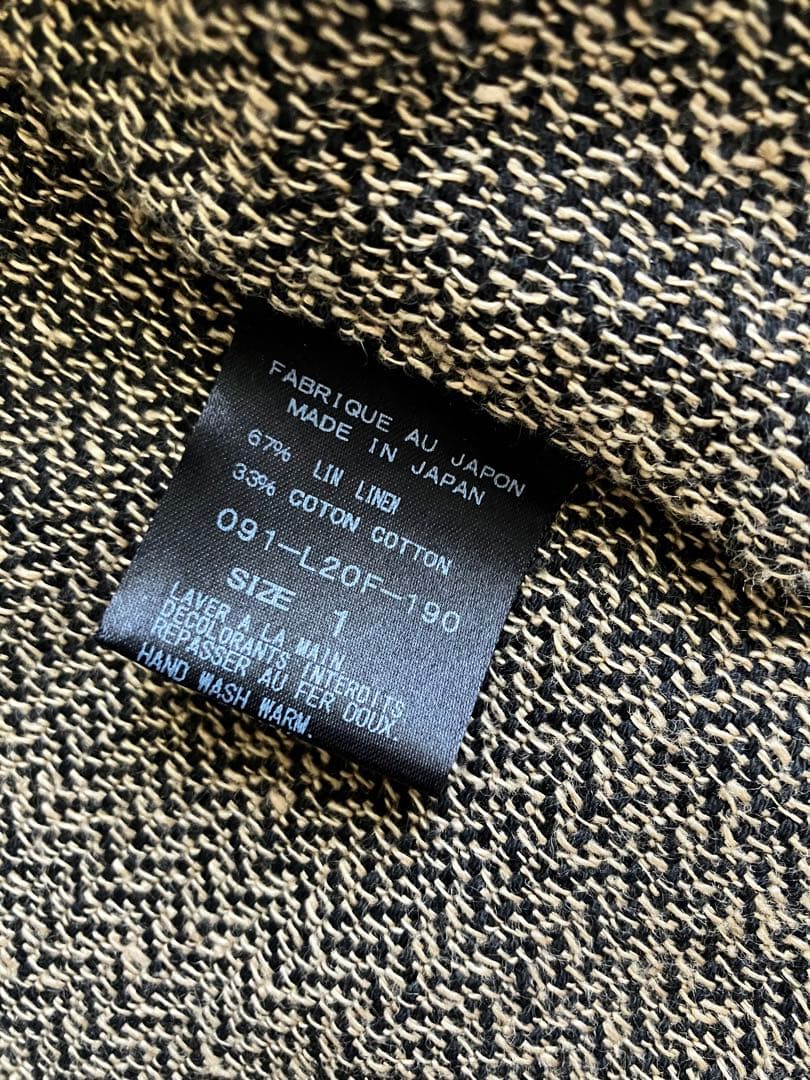 FABRIQUE AU JAPON
MADE IN JAPAN
67% LIN LINEN
33% COTON COTTON
091-L20F-190
SIZE 1
LAVER A LA MAIN
DECOLORANTS INTERDITS
REPASSER AU FER DOUX.
HAND WASH WARM.